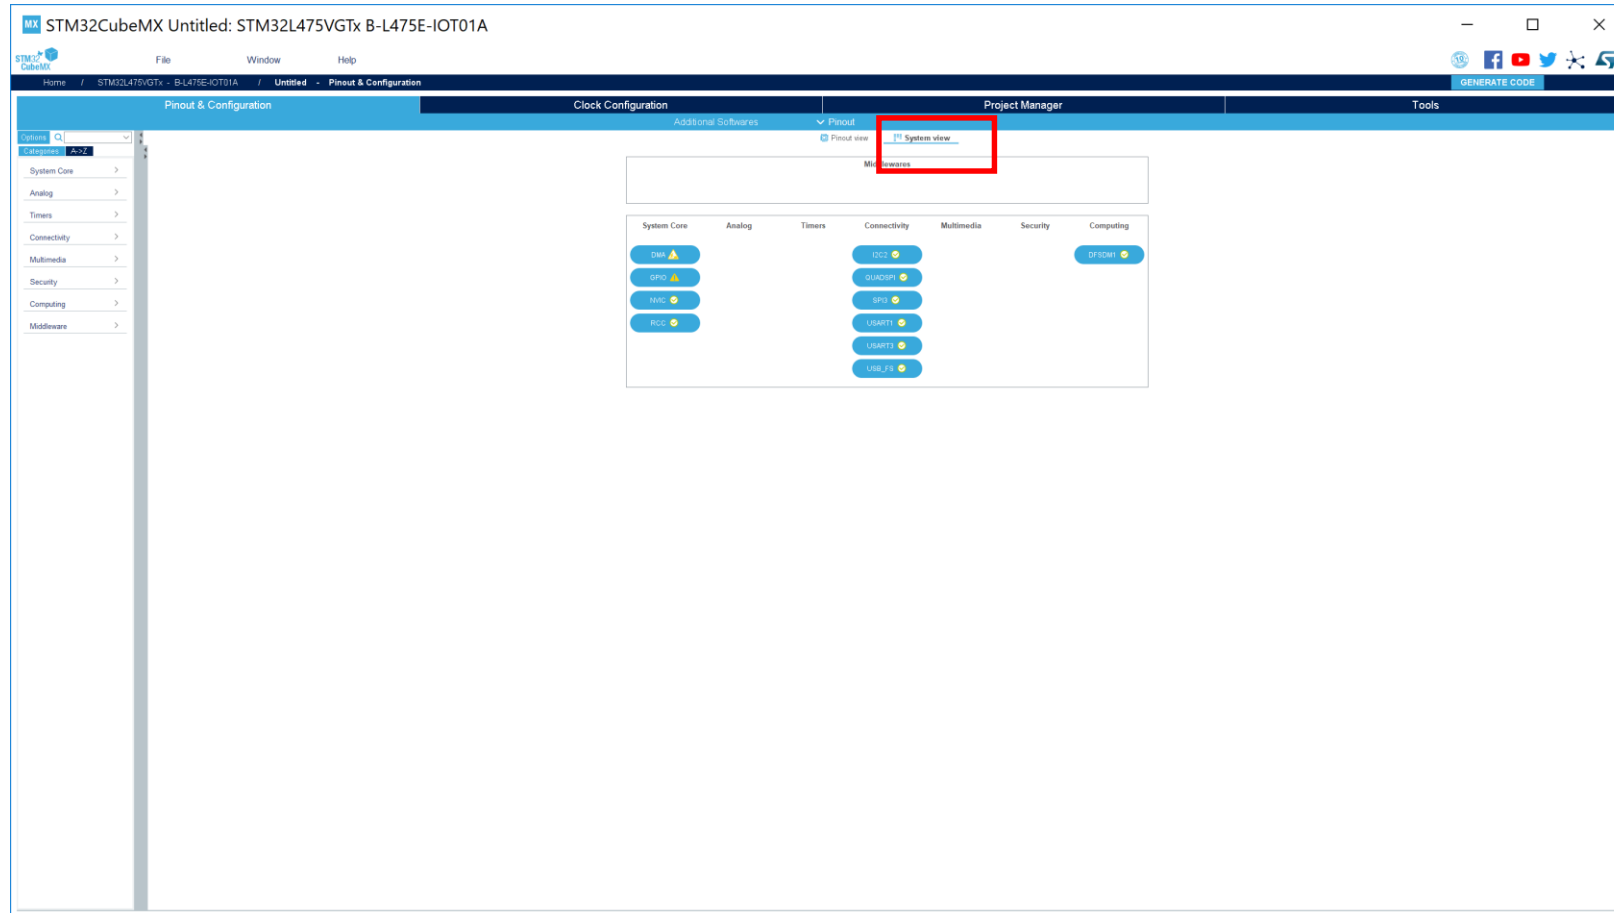 MX STM32CubeMX Untitled: STM32L475VGTx B-L475E-IOT01A
STM32 CubeMX
File Window Help
Home / STM32L475VGTx - B-L475E-IOT01A / Untitled - Pinout & Configuration GENERATE CODE
Pinout & Configuration Clock Configuration Project Manager Tools
Additional Softwares Pinout
Options Pinout view System view
Categories A->Z
System Core
Analog
Timers
Connectivity
Multimedia
Security
Computing
Middleware
Middlewares
System Core Analog Timers Connectivity Multimedia Security Computing
DMA I2C2 DFSDM1
GPIO QUADSPI
NVIC SPI3
RCC USART1
USART3
USB_FS